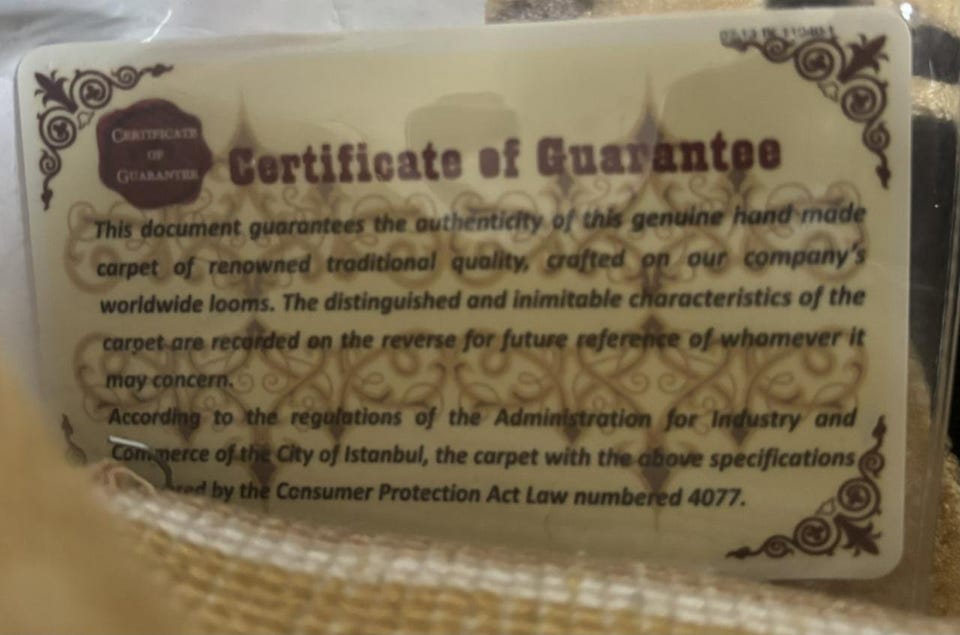 CERTIFICATE
OF
GUARANTEE
Certificate of Guarantee
This document guarantees the authenticity of this genuine hand made
carpet of renowned traditional quality, crafted on our company's
worldwide looms. The distinguished and inimitable characteristics of the
carpet are recorded on the reverse for future reference of whomever it
may concern.
According to the regulations of the Administration for Industry and
Commerce of the City of Istanbul, the carpet with the above specifications
by the Consumer Protection Act Law numbered 4077.